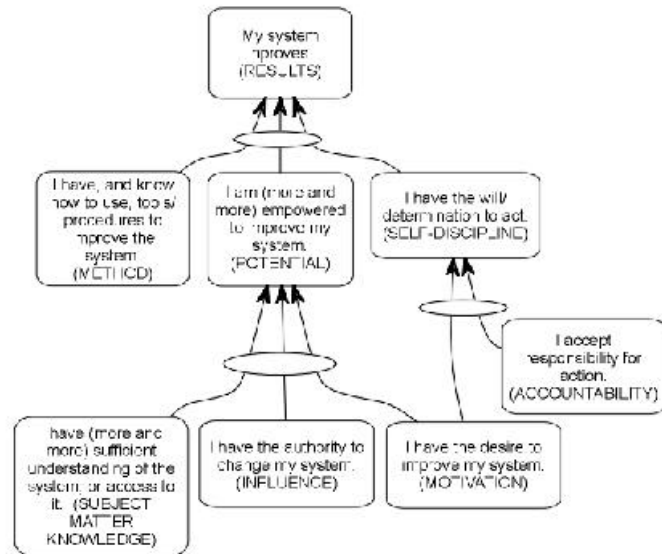 My system
mproves
(RESULTS)
I have, and know
how to use, tools/
procedures to
improve the
system
(METHOD)
I am (more and
more) empowered
to improve my
system.
(POTENTIAL)
I have the will/
determination to act.
(SELF-DISCIPLINE)
I accept
responsibility for
action.
(ACCOUNTABILITY)
have (more and
more) sufficient
understanding of the
system, or access to
it. (SUBJECT
MATTER
KNOWLEDGE)
I have the authority to
change my system.
(INFLUENCE)
I have the desire to
improve my system.
(MOTIVATION)